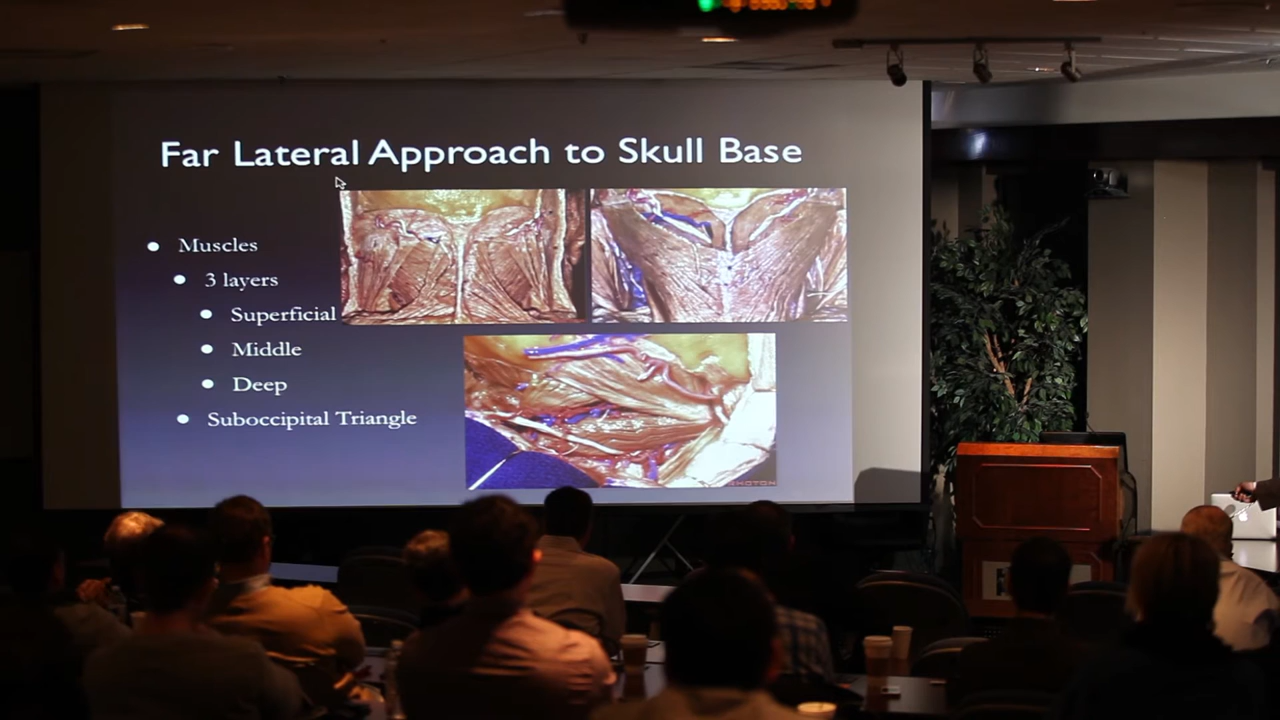 Far Lateral Approach to Skull Base
Muscles
3 layers
Superficial
Middle
Deep
Suboccipital Triangle